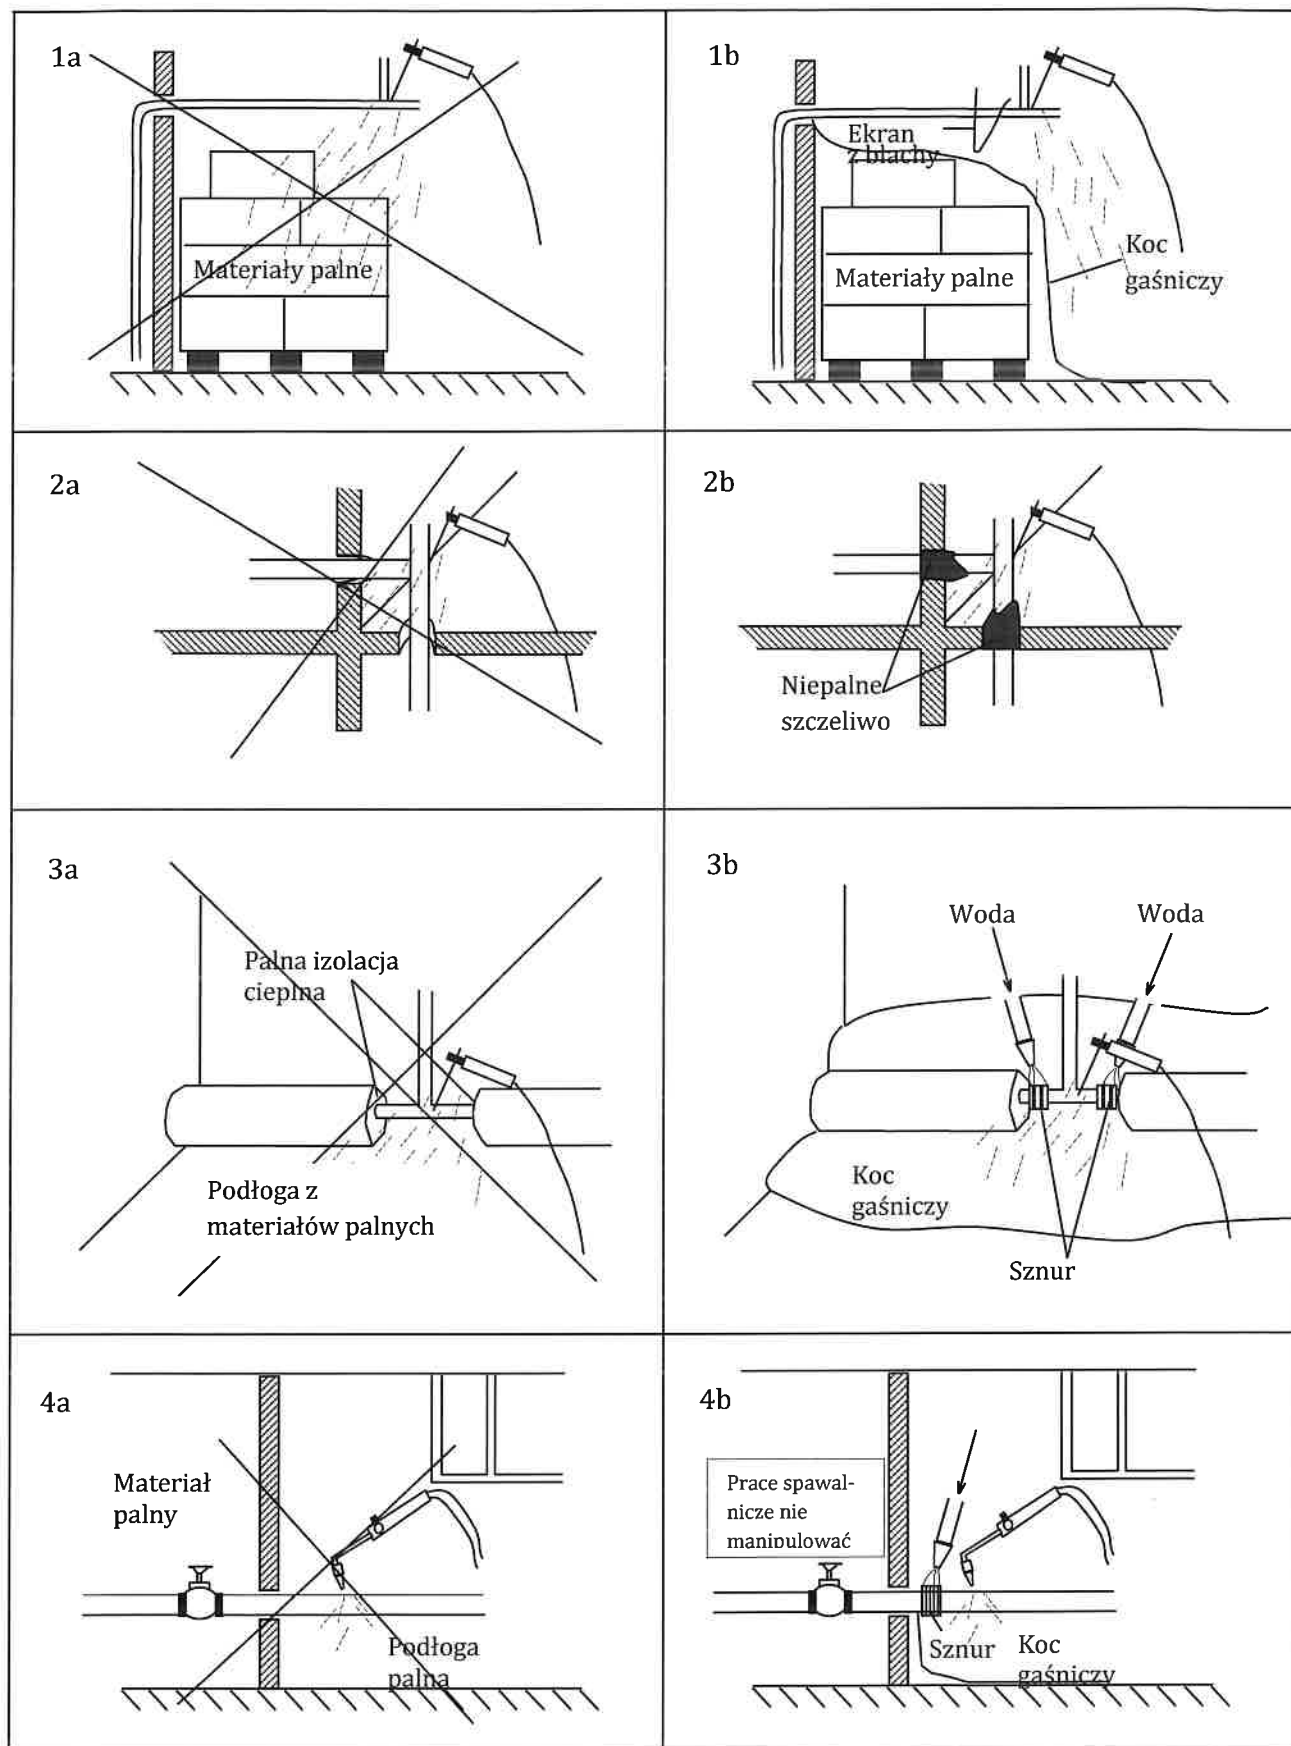 1a
Materiały palne
1b
Ekran
z blachy
Materiały palne
Koc
gaśniczy
2a
2b
Niepalne
szczeliwo
3a
Palna izolacja
cieplna
Podłoga z
materiałów palnych
3b
Woda
Woda
Koc
gaśniczy
Sznur
4a
Materiał
palny
Podłoga
palna
4b
Prace spawal-
nicze nie
manipulować
Sznur
Koc
gaśniczy